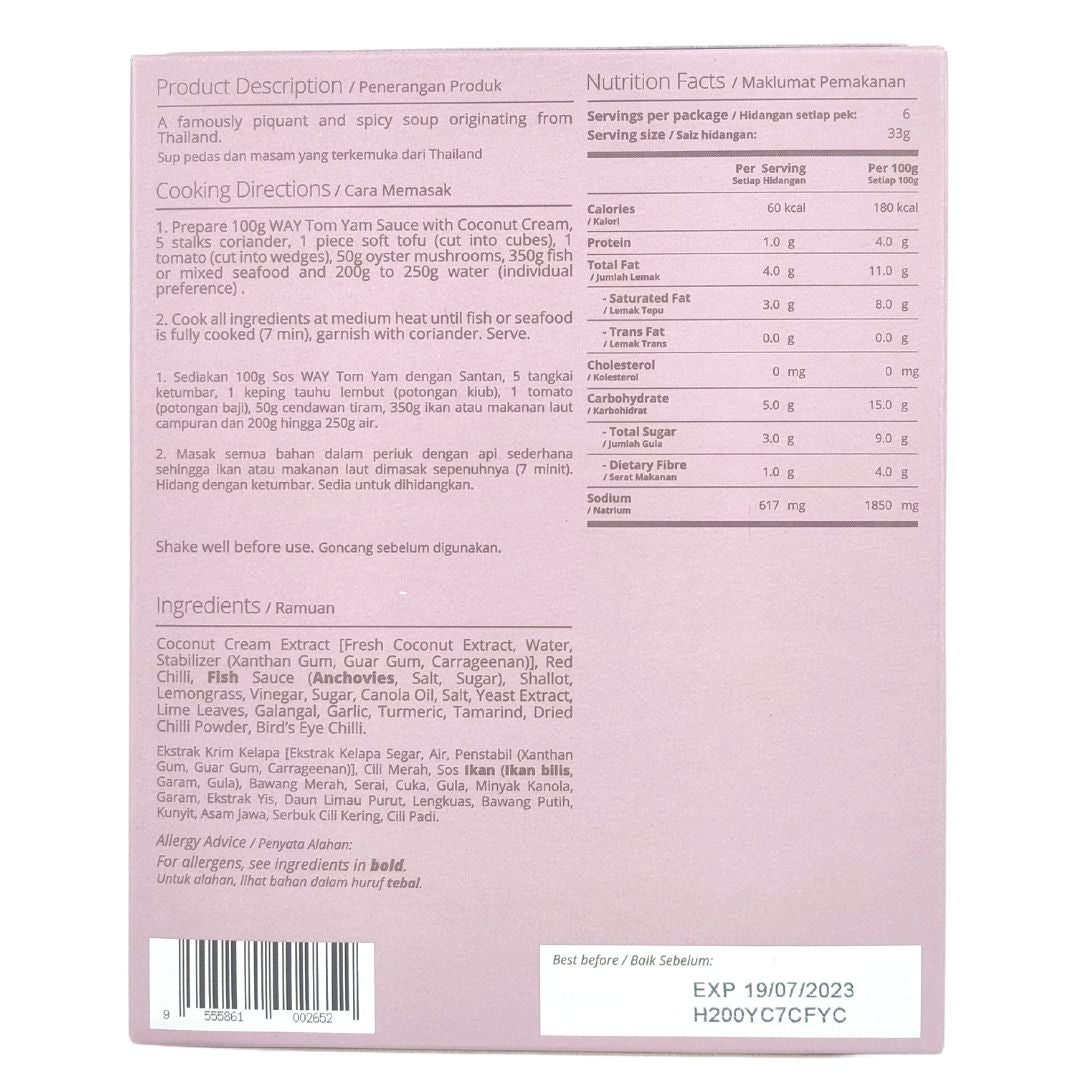 Product Description / Penerangan Produk
A famously piquant and spicy soup originating from
Thailand.
Sup pedas dan masam yang terkemuka dari Thailand
Cooking Directions / Cara Memasak
1. Prepare 100g WAY Tom Yam Sauce with Coconut Cream,
5 stalks coriander, 1 piece soft tofu (cut into cubes), 1
tomato (cut into wedges), 50g oyster mushrooms, 350g fish
or mixed seafood and 200g to 250g water (individual
preference) .
2. Cook all ingredients at medium heat until fish or seafood
is fully cooked (7 min), garnish with coriander. Serve.
1. Sediakan 100g Sos WAY Tom Yam dengan Santan, 5 tangkai
ketumbar, 1 keping tauhu lembut (potongan kiub), 1 tomato
(potongan baji), 50g cendawan tiram, 350g ikan atau makanan laut
campuran dan 200g hingga 250g air.
2. Masak semua bahan dalam periuk dengan api sederhana
sehingga ikan atau makanan laut dimasak sepenuhnya (7 minit).
Hidang dengan ketumbar. Sedia untuk dihidangkan.
Shake well before use. Goncang sebelum digunakan.
Ingredients / Ramuan
Coconut Cream Extract [Fresh Coconut Extract, Water,
Stabilizer (Xanthan Gum, Guar Gum, Carrageenan)], Red
Chilli, Fish Sauce (Anchovies, Salt, Sugar), Shallot,
Lemongrass, Vinegar, Sugar, Canola Oil, Salt, Yeast Extract,
Lime Leaves, Galangal, Garlic, Turmeric, Tamarind, Dried
Chilli Powder, Bird's Eye Chilli.
Ekstrak Krim Kelapa [Ekstrak Kelapa Segar, Air, Penstabil (Xanthan
Gum, Guar Gum, Carrageenan)], Cili Merah, Sos Ikan (Ikan bilis,
Garam, Gula), Bawang Merah, Serai, Cuka, Gula, Minyak Kanola,
Garam, Ekstrak Yis, Daun Limau Purut, Lengkuas, Bawang Putih,
Kunyit, Asam Jawa, Serbuk Cili Kering, Cili Padi.
Allergy Advice / Penyata Alahan:
For allergens, see ingredients in bold.
Untuk alahan, lihat bahan dalam huruf tebal.
9 555861 002652
Nutrition Facts / Maklumat Pemakanan
Servings per package / Hidangan setiap pek: 6
Serving size / Saiz hidangan: 33g
Per Serving Per 100g
Setiap Hidangan Setiap 100g
Calories 60 kcal 180 kcal
/ Kalori
Protein 1.0 g 4.0 g
Total Fat 4.0 g 11.0 g
/ Jumlah Lemak
- Saturated Fat 3.0 g 8.0 g
/ Lemak Tepu
- Trans Fat 0.0 g 0.0 g
/ Lemak Trans
Cholesterol 0 mg 0 mg
/ Kolesterol
Carbohydrate 5.0 g 15.0 g
/ Karbohidrat
- Total Sugar 3.0 g 9.0 g
/ Jumlah Gula
- Dietary Fibre 1.0 g 4.0 g
/ Serat Makanan
Sodium 617 mg 1850 mg
/ Natrium
Best before / Baik Sebelum:
EXP 19/07/2023
H200YC7CFYC